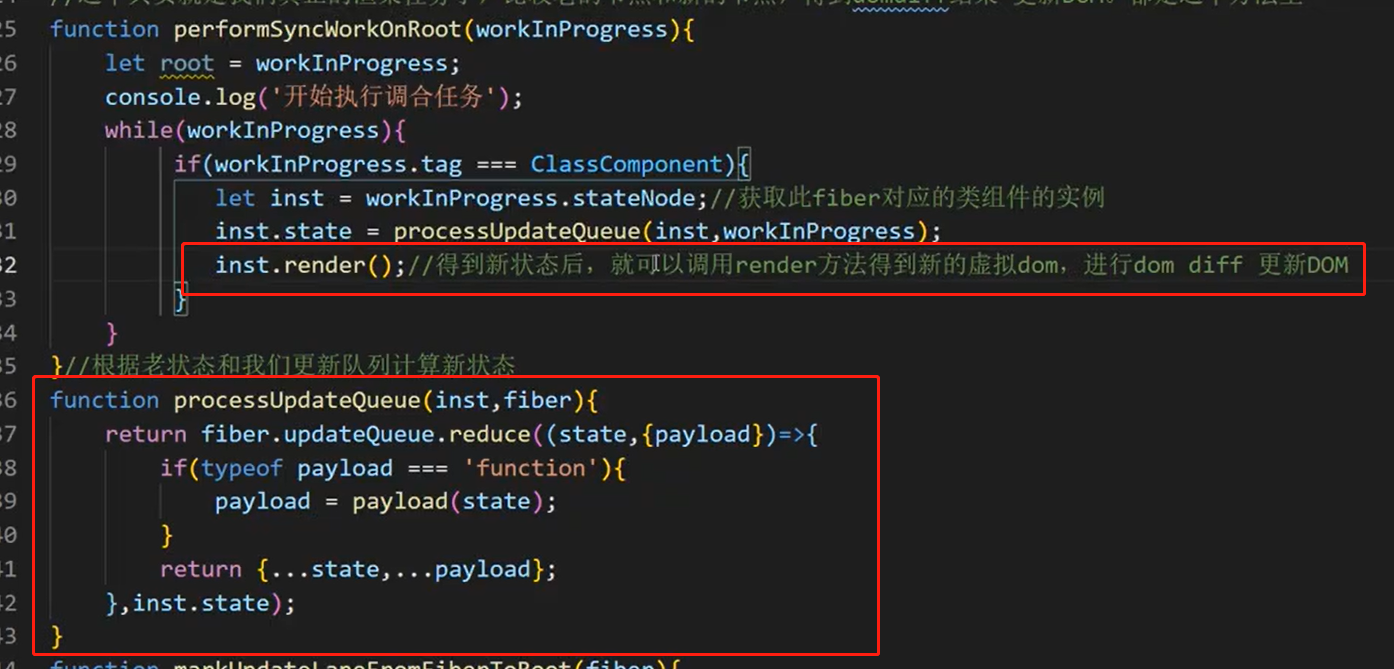 25 function performSyncWorkOnRoot(workInProgress){
26 let root = workInProgress;
27 console.log('开始执行调合任务');
28 while(workInProgress){
29 if(workInProgress.tag === ClassComponent){
30 let inst = workInProgress.stateNode;//获取此fiber对应的类组件的实例
31 inst.state = processUpdateQueue(inst,workInProgress);
32 inst.render();//得到新状态后，就可以调用render方法得到新的虚拟dom，进行dom diff 更新DOM
33 }
34 }
35 }//根据老状态和我们更新队列计算新状态
36 function processUpdateQueue(inst,fiber){
37 return fiber.updateQueue.reduce((state,{payload})=>{
38 if(typeof payload === 'function'){
39 payload = payload(state);
40 }
41 return {...state,...payload};
42 },inst.state);
43 }
44 function markUpdateLaneFromFiberToRoot(fiber){